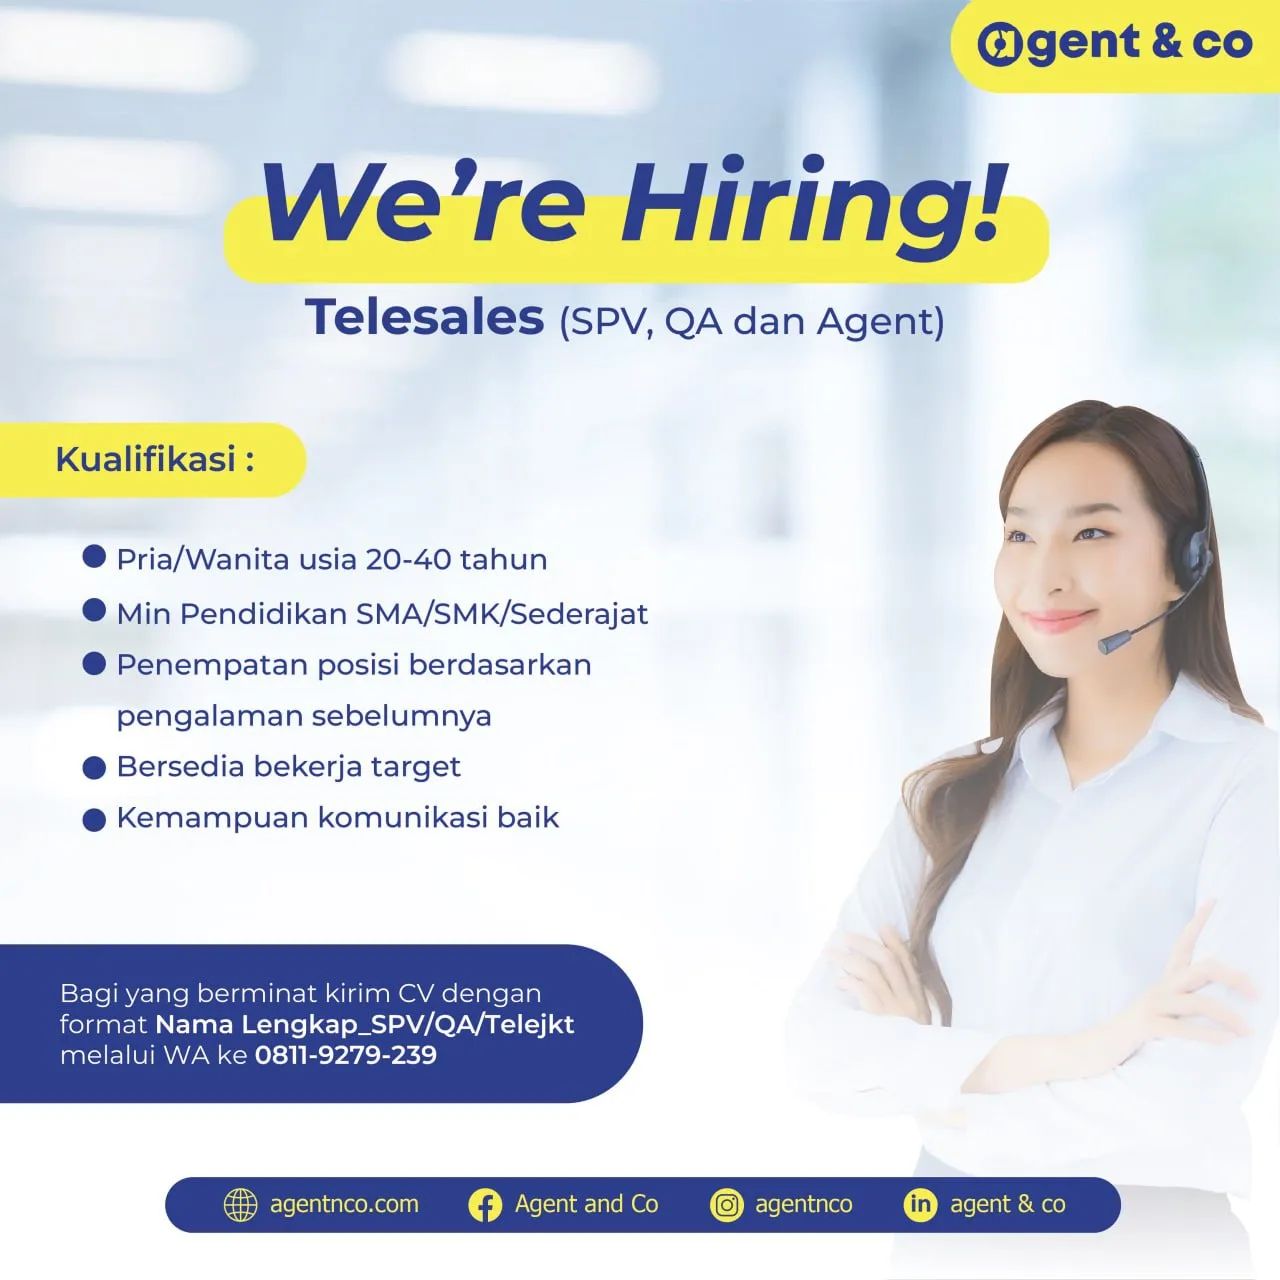 agent & co
We're Hiring!
Telesales (SPV, QA dan Agent)
Kualifikasi :
Pria/Wanita usia 20-40 tahun
Min Pendidikan SMA/SMK/Sederajat
Penempatan posisi berdasarkan
pengalaman sebelumnya
Bersedia bekerja target
Kemampuan komunikasi baik
Bagi yang berminat kirim CV dengan
format Nama Lengkap_SPV/QA/Telejkt
melalui WA ke 0811-9279-239
agentnco.com Agent and Co agentnco in agent & co